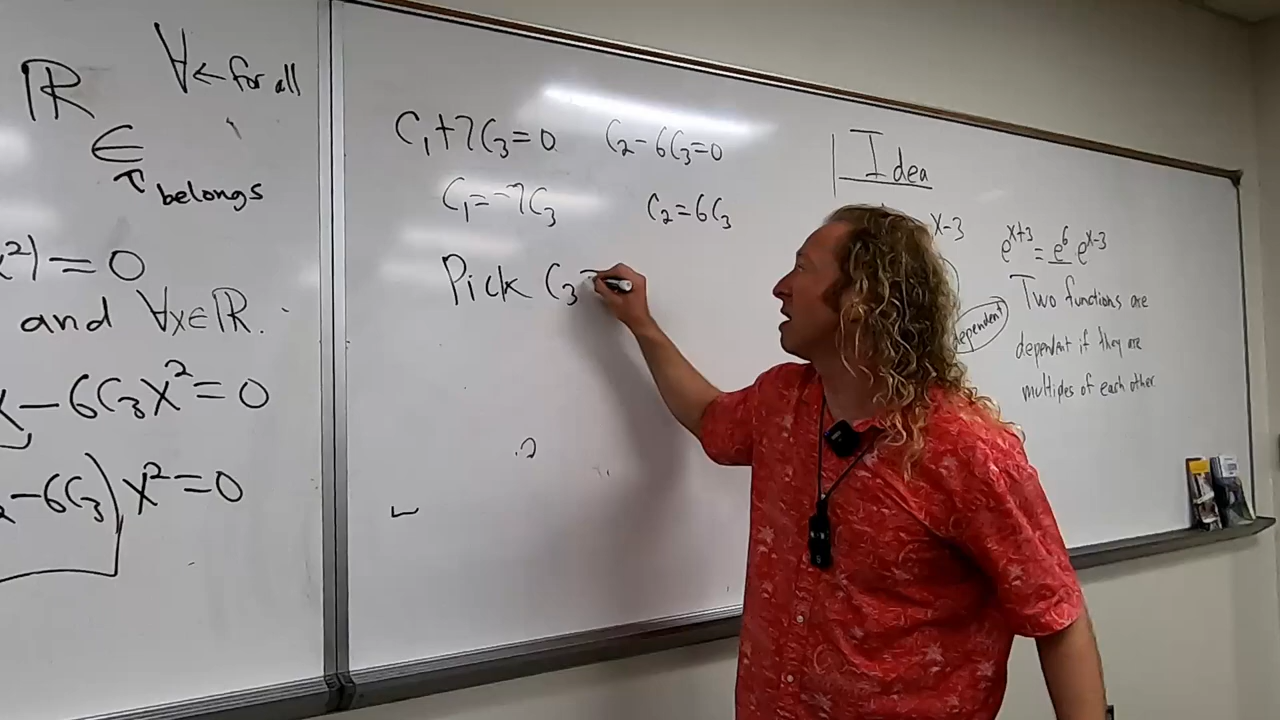 ℝ
∀ ← for all
∈
↑ belongs
x²) = 0
and ∀x∈ℝ.
x - 6C₃x² = 0
- 6C₃) x² = 0
C₁ + 7C₃ = 0 C₂ - 6C₃ = 0
C₁ = -7C₃ C₂ = 6C₃
Pick C₃ =
Idea
x-3
dependent
e^{x+3} = e^6 e^{x-3}
Two functions are
dependent if they are
multiples of each other.